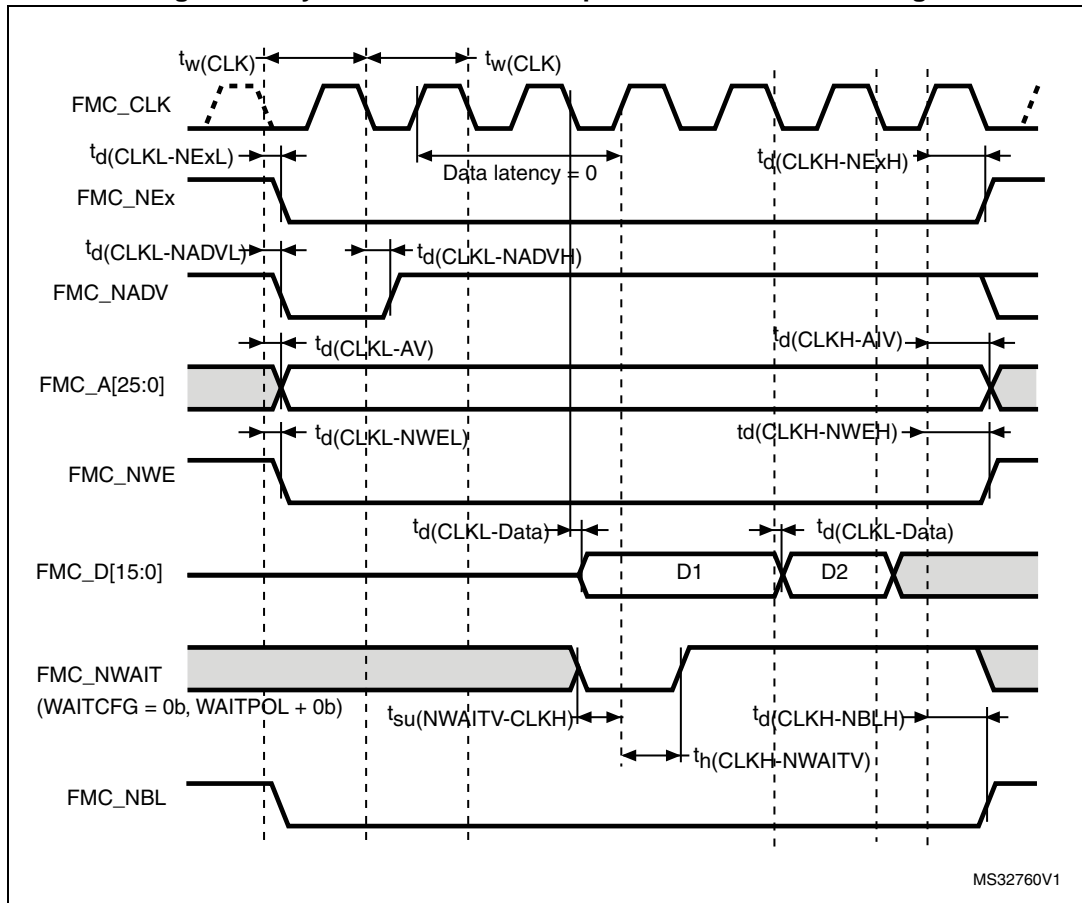 tw(CLK) tw(CLK)
FMC_CLK
td(CLKL-NExL) Data latency = 0 td(CLKH-NExH)
FMC_NEx
td(CLKL-NADVL) td(CLKL-NADVH)
FMC_NADV
td(CLKL-AV) td(CLKH-AIV)
FMC_A[25:0]
td(CLKL-NWEL) td(CLKH-NWEH)
FMC_NWE
td(CLKL-Data) td(CLKL-Data)
FMC_D[15:0] D1 D2
FMC_NWAIT
(WAITCFG = 0b, WAITPOL + 0b)
tsu(NWAITV-CLKH) td(CLKH-NBLH)
th(CLKH-NWAITV)
FMC_NBL
MS32760V1